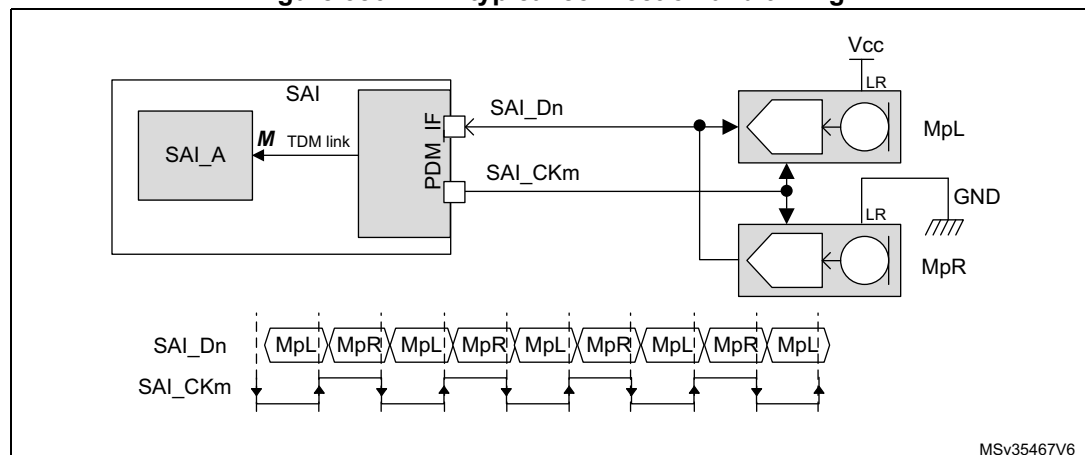 Vcc
LR
SAI
SAI_Dn
PDM_IF
MpL
SAI_A
M
TDM link
SAI_CKm
GND
LR
MpR
SAI_Dn
MpL MpR MpL MpR MpL MpR MpL MpR MpL
SAI_CKm
MSv35467V6